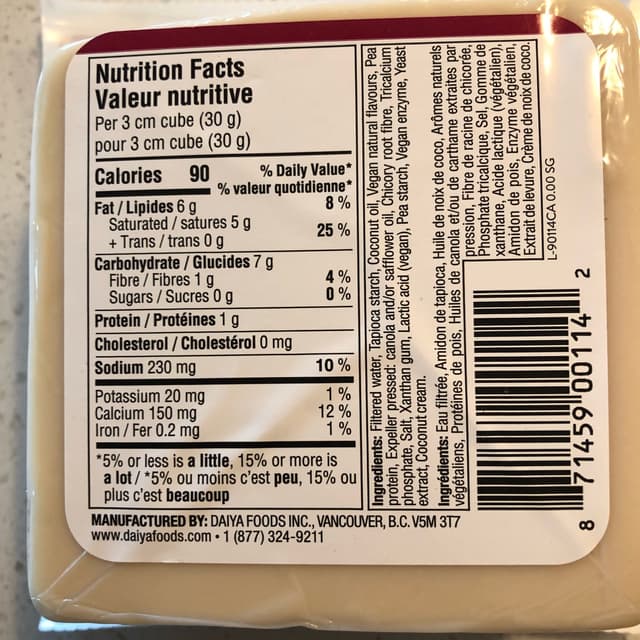 Nutrition Facts
Valeur nutritive
Per 3 cm cube (30 g)
pour 3 cm cube (30 g)
Calories 90
% Daily Value*
% valeur quotidienne*
Fat / Lipides 6 g 8 %
Saturated / satures 5 g
+ Trans / trans 0 g 25 %
Carbohydrate / Glucides 7 g
Fibre / Fibres 1 g 4 %
Sugars / Sucres 0 g 0 %
Protein / Protéines 1 g
Cholesterol / Cholestérol 0 mg
Sodium 230 mg 10 %
Potassium 20 mg 1 %
Calcium 150 mg 12 %
Iron / Fer 0.2 mg 1 %
*5% or less is a little, 15% or more is
a lot / *5% ou moins c'est peu, 15% ou
plus c'est beaucoup
MANUFACTURED BY: DAIYA FOODS INC., VANCOUVER, B.C. V5M 3T7
www.daiyafoods.com • 1 (877) 324-9211
Ingredients: Filtered water, Tapioca starch, Coconut oil, Vegan natural flavours, Pea
protein, Expeller pressed: canola and/or safflower oil, Chicory root fibre, Tricalcium
phosphate, Salt, Xanthan gum, Lactic acid (vegan), Pea starch, Vegan enzyme, Yeast
extract, Coconut cream.
Ingrédients: Eau filtrée, Amidon de tapioca, Huile de noix de coco, Arômes naturels
végétaliens, Protéines de pois, Huiles de canola et/ou de carthame extraites par
pression, Fibre de racine de chicorée,
Phosphate tricalcique, Sel, Gomme de
xanthane, Acide lactique (végétalien),
Amidon de pois, Enzyme végétalien,
Extrait de levure, Crème de noix de coco.
L-90114CA 0.00 SG
8 71459 00114 2